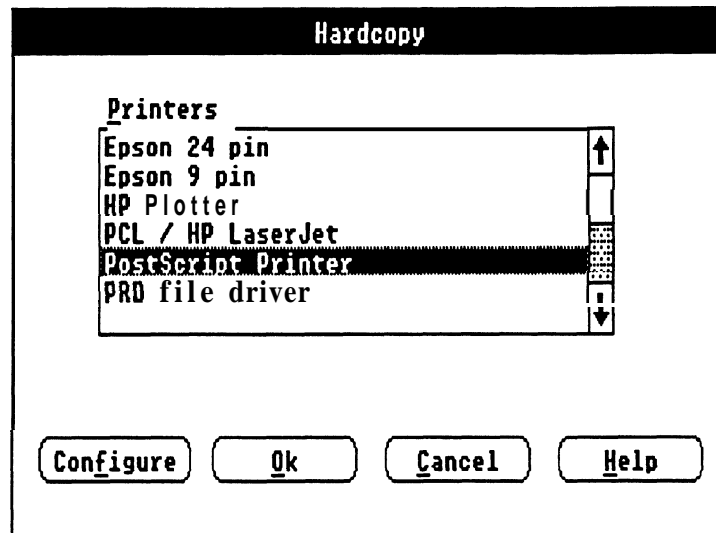 Hardcopy
Printers
Epson 24 pin
Epson 9 pin
HP Plotter
PCL / HP LaserJet
PostScript Printer
PRD file driver
Configure Ok Cancel Help